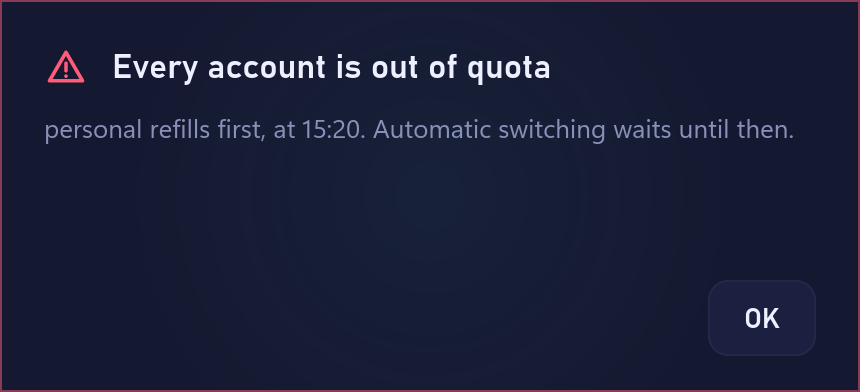 Every account is out of quota
personal refills first, at 15:20. Automatic switching waits until then.
OK